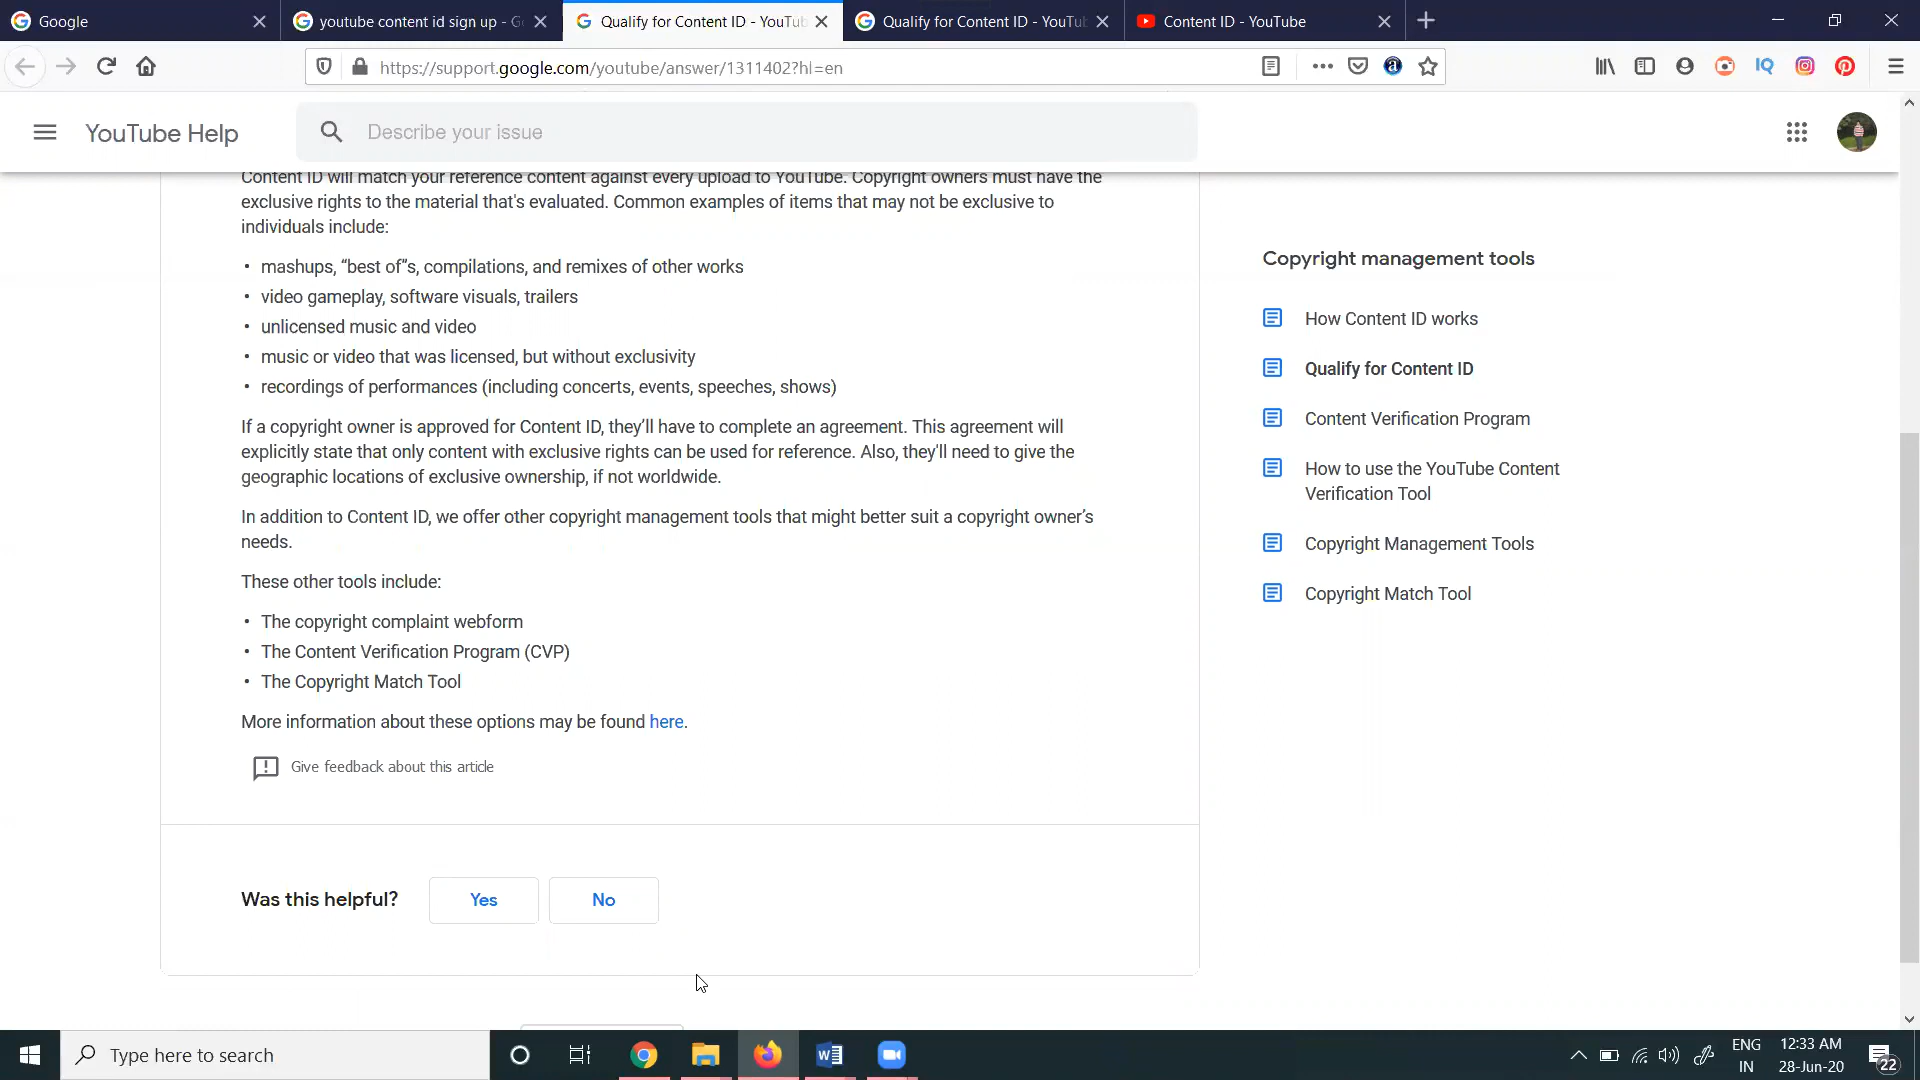 Google
youtube content id sign up - G
Qualify for Content ID - YouTub
Qualify for Content ID - YouTub
Content ID - YouTube
https://support.google.com/youtube/answer/1311402?hl=en
YouTube Help
Describe your issue
Content ID will match your reference content against every upload to YouTube. Copyright owners must have the
exclusive rights to the material that's evaluated. Common examples of items that may not be exclusive to
individuals include:
• mashups, “best of”s, compilations, and remixes of other works
• video gameplay, software visuals, trailers
• unlicensed music and video
• music or video that was licensed, but without exclusivity
• recordings of performances (including concerts, events, speeches, shows)
If a copyright owner is approved for Content ID, they’ll have to complete an agreement. This agreement will
explicitly state that only content with exclusive rights can be used for reference. Also, they'll need to give the
geographic locations of exclusive ownership, if not worldwide.
In addition to Content ID, we offer other copyright management tools that might better suit a copyright owner’s
needs.
These other tools include:
• The copyright complaint webform
• The Content Verification Program (CVP)
• The Copyright Match Tool
More information about these options may be found here.
Give feedback about this article
Was this helpful?
Yes
No
Copyright management tools
How Content ID works
Qualify for Content ID
Content Verification Program
How to use the YouTube Content
Verification Tool
Copyright Management Tools
Copyright Match Tool
Type here to search
ENG
IN
12:33 AM
28-Jun-20
22